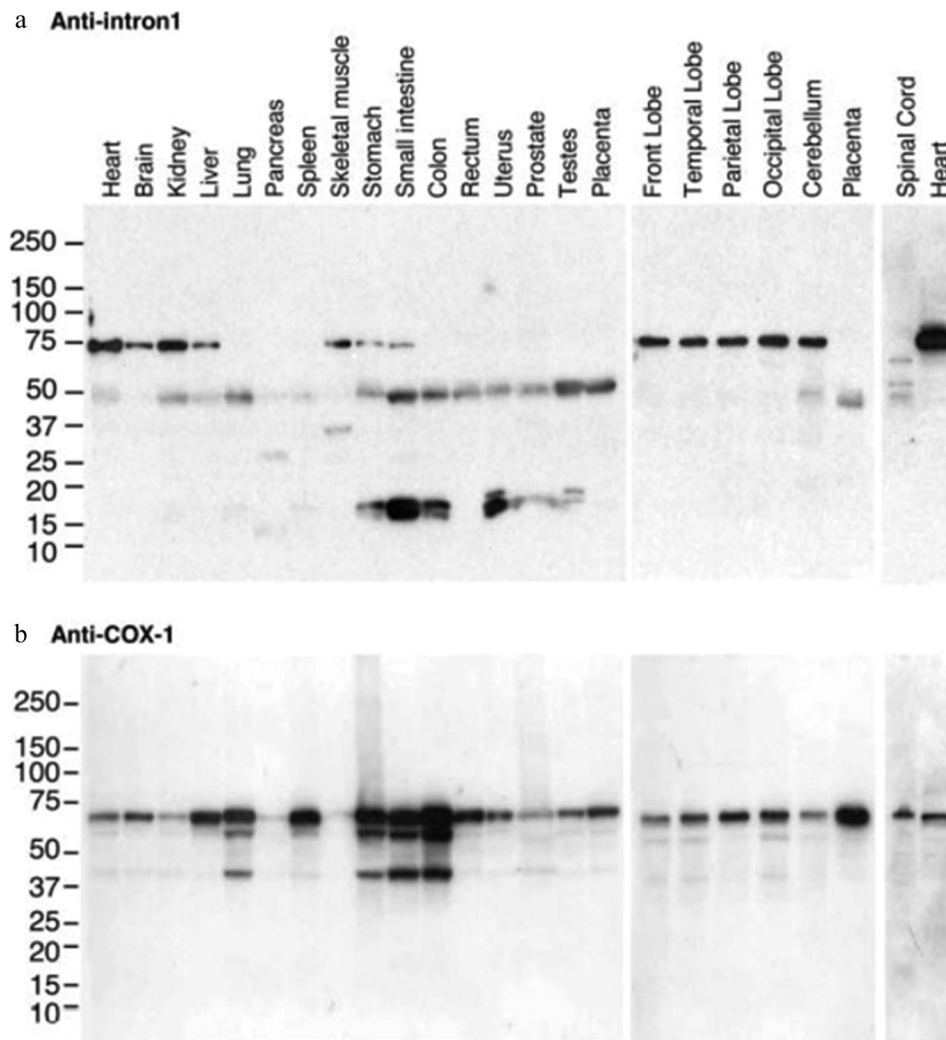 a Anti-intron1
Heart
Brain
Kidney
Liver
Lung
Pancreas
Spleen
Skeletal muscle
Stomach
Small intestine
Colon
Rectum
Uterus
Prostate
Testes
Placenta
Front Lobe
Temporal Lobe
Parietal Lobe
Occipital Lobe
Cerebellum
Placenta
Spinal Cord
Heart
250
150
100
75
50
37
25
20
15
10
b Anti-COX-1
250
150
100
75
50
37
25
20
15
10